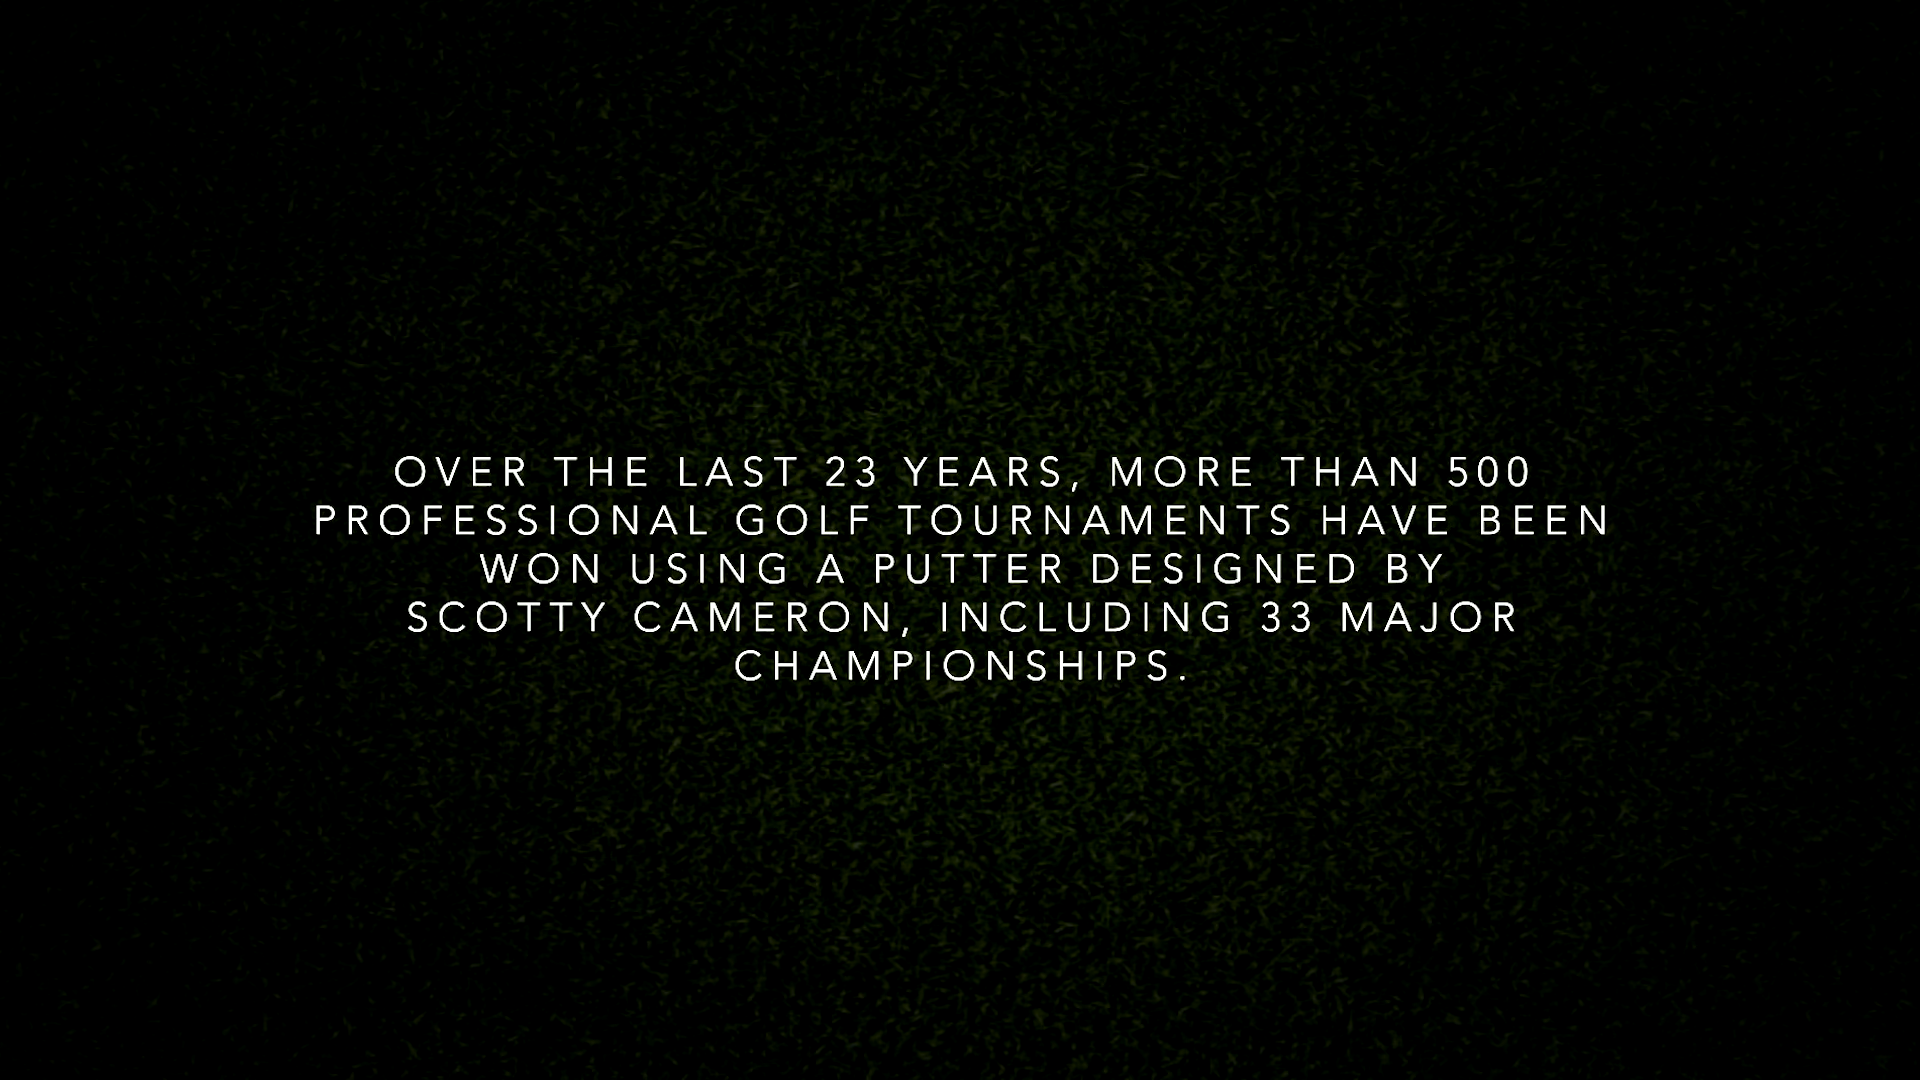 OVER THE LAST 23 YEARS, MORE THAN 500
PROFESSIONAL GOLF TOURNAMENTS HAVE BEEN
WON USING A PUTTER DESIGNED BY
SCOTTY CAMERON, INCLUDING 33 MAJOR
CHAMPIONSHIPS.